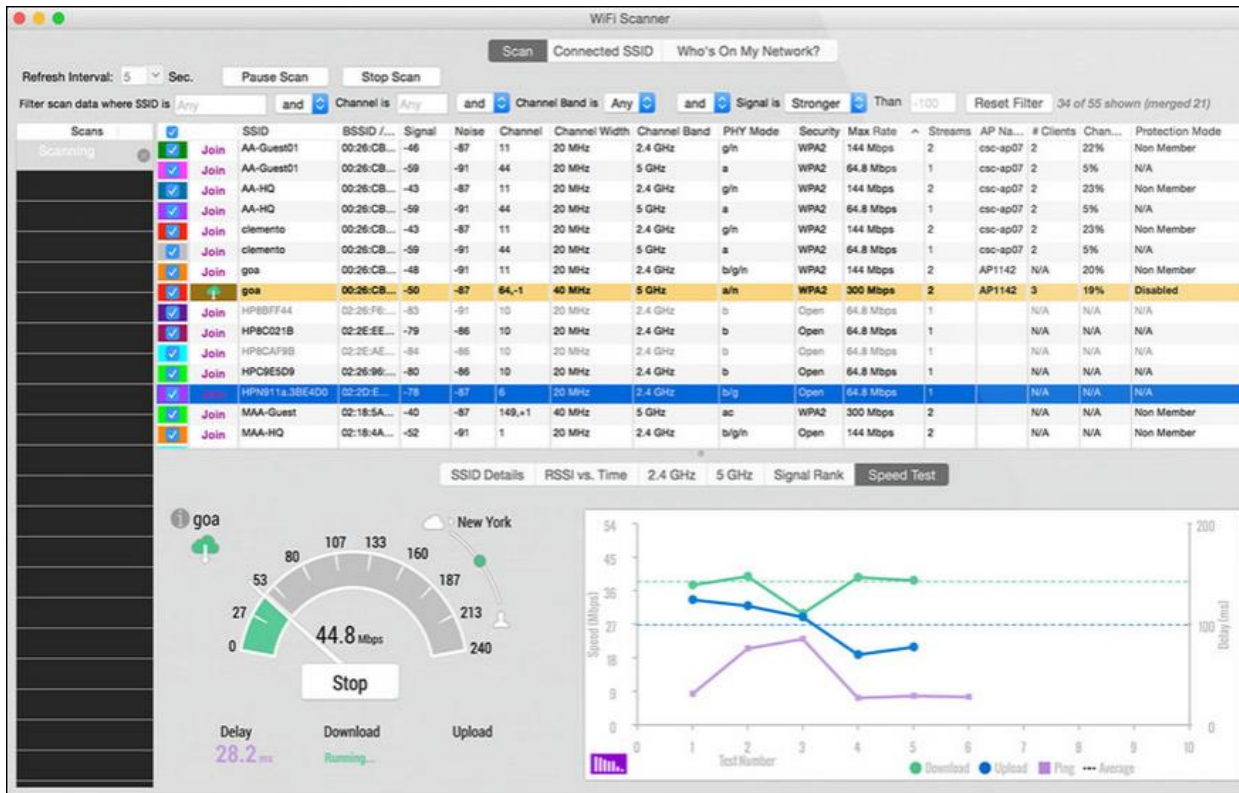 WiFi Scanner
Scan Connected SSID Who's On My Network?
Refresh Interval: 5 Sec. Pause Scan Stop Scan
Filter scan data where SSID is Any and Channel is Any and Channel Band is Any and Signal is Stronger Than -100 Reset Filter 34 of 55 shown (merged 21)
Scans SSID BSSID /... Signal Noise Channel Channel Width Channel Band PHY Mode Security Max Rate Streams AP Na... # Clients Chan... Protection Mode
Scanning Join AA-Guest01 00:26:CB... -46 -87 11 20 MHz 2.4 GHz g/n WPA2 144 Mbps 2 csc-ap07 2 22% Non Member
Join AA-Guest01 00:26:CB... -59 -91 44 20 MHz 5 GHz a WPA2 64.8 Mbps 1 csc-ap07 2 5% N/A
Join AA-HQ 00:26:CB... -43 -87 11 20 MHz 2.4 GHz g/n WPA2 144 Mbps 2 csc-ap07 2 23% Non Member
Join AA-HQ 00:26:CB... -59 -91 44 20 MHz 5 GHz a WPA2 64.8 Mbps 1 csc-ap07 2 5% N/A
Join clemento 00:26:CB... -43 -87 11 20 MHz 2.4 GHz g/n WPA2 144 Mbps 2 csc-ap07 2 23% Non Member
Join clemento 00:26:CB... -59 -91 44 20 MHz 5 GHz a WPA2 64.8 Mbps 1 csc-ap07 2 5% N/A
Join goa 00:26:CB... -48 -91 11 20 MHz 2.4 GHz b/g/n WPA2 144 Mbps 2 AP1142 N/A 20% Non Member
goa 00:26:CB... -50 -87 64,-1 40 MHz 5 GHz a/n WPA2 300 Mbps 2 AP1142 3 19% Disabled
Join HP8BFF44 02:26:F6:... -83 -91 10 20 MHz 2.4 GHz b Open 64.8 Mbps 1 N/A N/A N/A
Join HP8C021B 02:2E:EE... -79 -86 10 20 MHz 2.4 GHz b Open 64.8 Mbps 1 N/A N/A N/A
Join HP8CAF9B 02:2E:AE... -84 -86 10 20 MHz 2.4 GHz b Open 64.8 Mbps 1 N/A N/A N/A
Join HPC9E5D9 02:26:96:... -80 -86 10 20 MHz 2.4 GHz b Open 64.8 Mbps 1 N/A N/A N/A
Join HPN911a.3BE4D0 02:2D:E... -78 -87 6 20 MHz 2.4 GHz b/g Open 64.8 Mbps 1 N/A N/A N/A
Join MAA-Guest 02:18:5A... -40 -87 149,+1 40 MHz 5 GHz ac WPA2 300 Mbps 2 N/A N/A Non Member
Join MAA-HQ 02:18:4A... -52 -91 1 20 MHz 2.4 GHz b/g/n Open 144 Mbps 2 N/A N/A Non Member
SSID Details RSSI vs. Time 2.4 GHz 5 GHz Signal Rank Speed Test
goa
New York
0 27 53 80 107 133 160 187 213 240
44.8 Mbps
Stop
Delay Download Upload
28.2 ms Running...
Speed (Mbps)
54
45
36
27
18
9
0
200
100
0
Delay (ms)
0 1 2 3 4 5 6 7 8 9 10
Test Number
Download Upload Ping Average